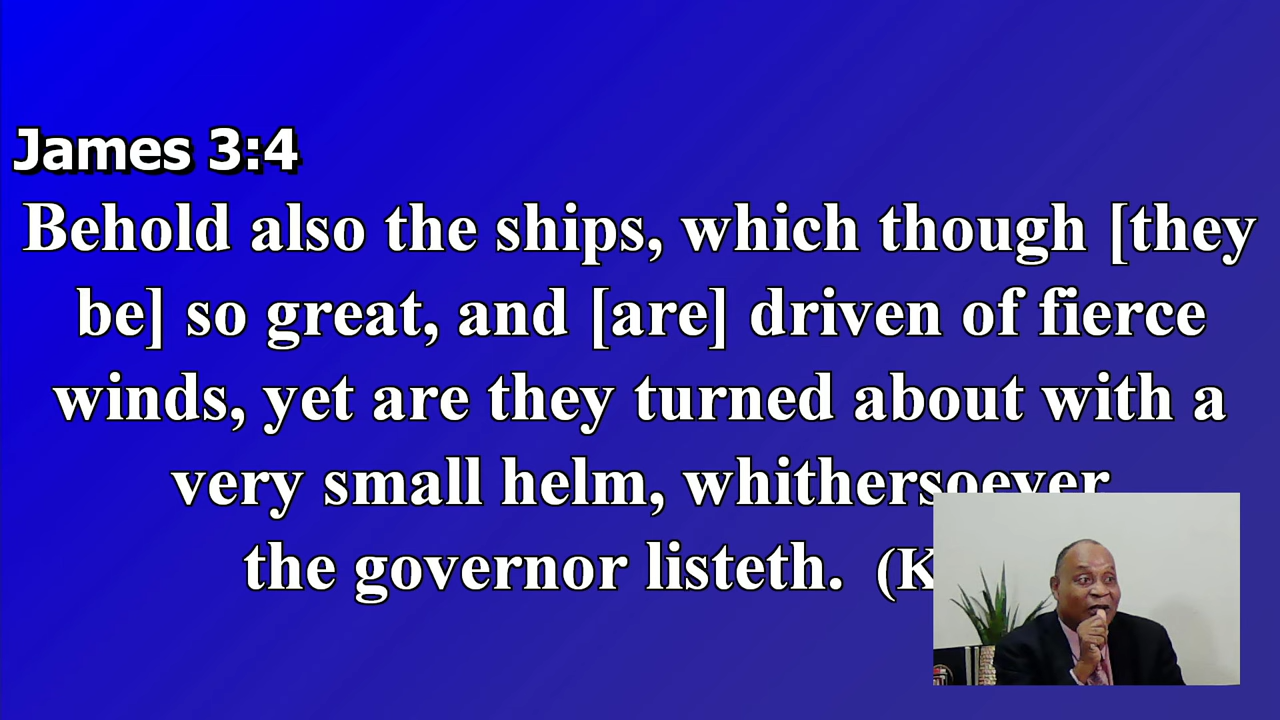 James 3:4
Behold also the ships, which though [they
be] so great, and [are] driven of fierce
winds, yet are they turned about with a
very small helm, whithersoever
the governor listeth. (K